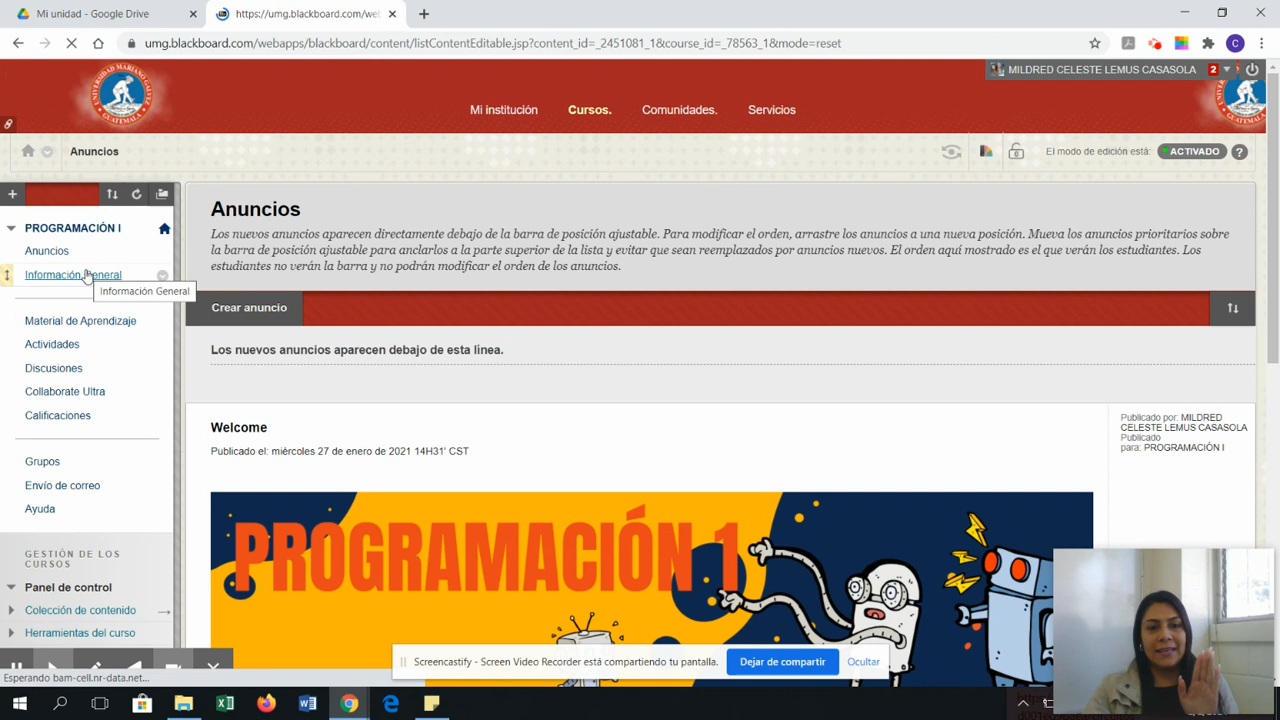 Mi unidad - Google Drive
https://umg.blackboard.com/we
umg.blackboard.com/webapps/blackboard/content/listContentEditable.jsp?content_id=_2451081_1&course_id=_78563_1&mode=reset
C
UNIVERSIDAD MARIANO GALVEZ
GUATEMALA
MILDRED CELESTE LEMUS CASASOLA 2
Mi institución
Cursos.
Comunidades.
Servicios
Anuncios
El modo de edición está:
ACTIVADO
?
PROGRAMACIÓN I
Anuncios
Información General
Información General
Material de Aprendizaje
Actividades
Discusiones
Collaborate Ultra
Calificaciones
Grupos
Envío de correo
Ayuda
GESTIÓN DE LOS
CURSOS
Panel de control
Colección de contenido
Herramientas del curso
Esperando bam-cell.nr-data.net...
Anuncios
Los nuevos anuncios aparecen directamente debajo de la barra de posición ajustable. Para modificar el orden, arrastre los anuncios a una nueva posición. Mueva los anuncios prioritarios sobre
la barra de posición ajustable para anclarlos a la parte superior de la lista y evitar que sean reemplazados por anuncios nuevos. El orden aquí mostrado es el que verán los estudiantes. Los
estudiantes no verán la barra y no podrán modificar el orden de los anuncios.
Crear anuncio
Los nuevos anuncios aparecen debajo de esta línea.
Welcome
Publicado el: miércoles 27 de enero de 2021 14H31' CST
Publicado por: MILDRED
CELESTE LEMUS CASASOLA
Publicado
para: PROGRAMACIÓN I
PROGRAMACIÓN 1
Screencastify - Screen Video Recorder está compartiendo tu pantalla.
Dejar de compartir
Ocultar